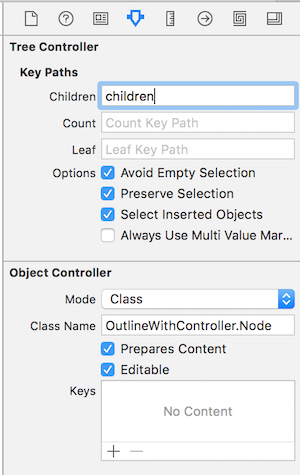 Tree Controller
Key Paths
Children children
Count Count Key Path
Leaf Leaf Key Path
Options Avoid Empty Selection
Preserve Selection
Select Inserted Objects
Always Use Multi Value Mar...
Object Controller
Mode Class
Class Name OutlineWithController.Node
Prepares Content
Editable
Keys
No Content